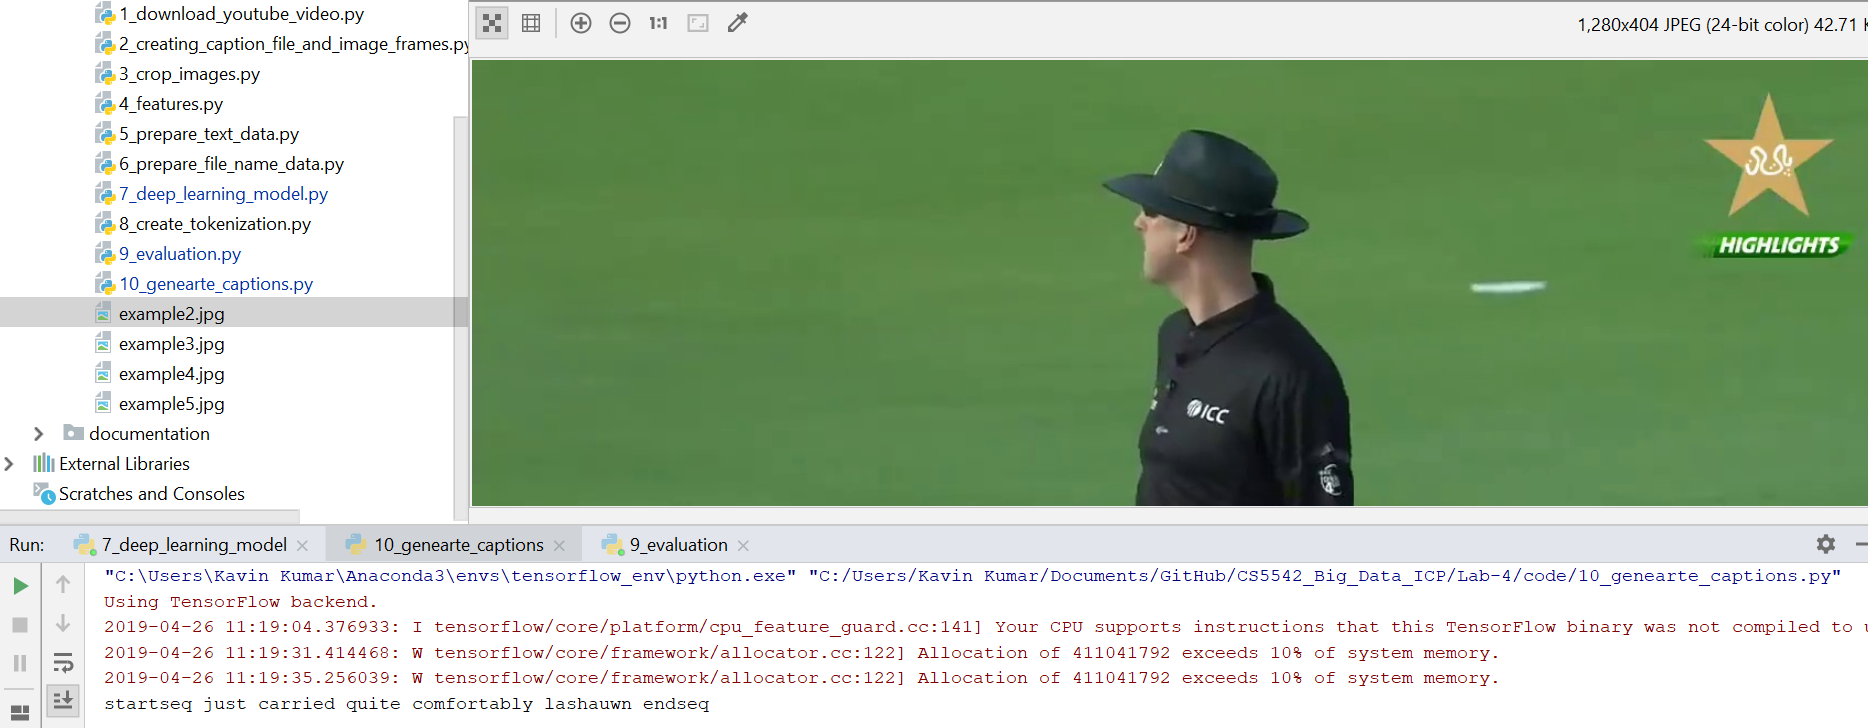 1_download_youtube_video.py
2_creating_caption_file_and_image_frames.py
3_crop_images.py
4_features.py
5_prepare_text_data.py
6_prepare_file_name_data.py
7_deep_learning_model.py
8_create_tokenization.py
9_evaluation.py
10_genearte_captions.py
example2.jpg
example3.jpg
example4.jpg
example5.jpg
documentation
External Libraries
Scratches and Consoles
1:1
1,280x404 JPEG (24-bit color) 42.71 K
HIGHLIGHTS
ICC
Run:
7_deep_learning_model
10_genearte_captions
9_evaluation
"C:\Users\Kavin Kumar\Anaconda3\envs\tensorflow_env\python.exe" "C:/Users/Kavin Kumar/Documents/GitHub/CS5542_Big_Data_ICP/Lab-4/code/10_genearte_captions.py"
Using TensorFlow backend.
2019-04-26 11:19:04.376933: I tensorflow/core/platform/cpu_feature_guard.cc:141] Your CPU supports instructions that this TensorFlow binary was not compiled to u
2019-04-26 11:19:31.414468: W tensorflow/core/framework/allocator.cc:122] Allocation of 411041792 exceeds 10% of system memory.
2019-04-26 11:19:35.256039: W tensorflow/core/framework/allocator.cc:122] Allocation of 411041792 exceeds 10% of system memory.
startseq just carried quite comfortably lashauwn endseq